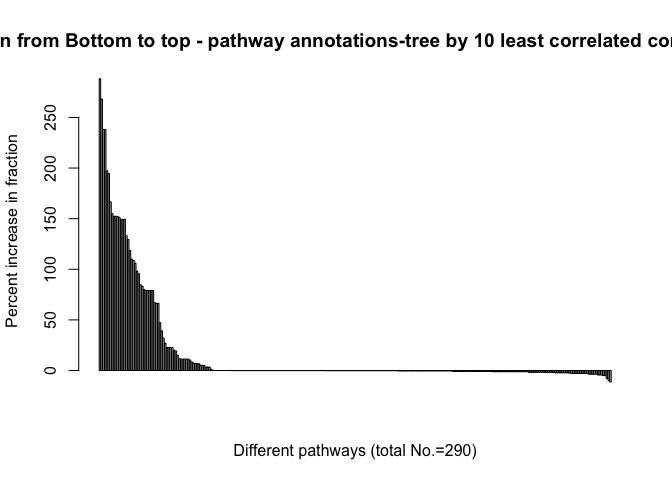 from Bottom to top - pathway annotations-tree by 10 least correlated
Percent increase in fraction
250
200
150
100
50
0
Different pathways (total No.=290)